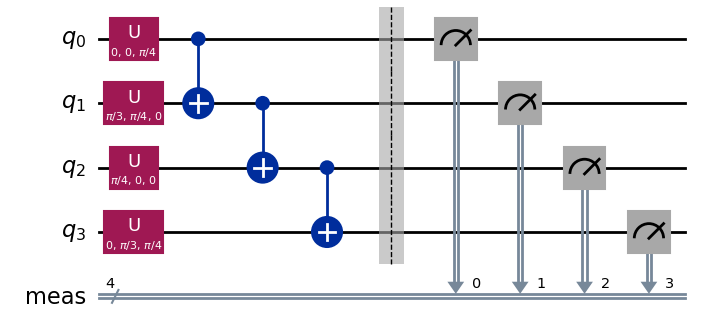 q0 U 0, 0, π/4
q1 U π/3, π/4, 0
q2 U π/4, 0, 0
q3 U 0, π/3, π/4
meas 4 0 1 2 3